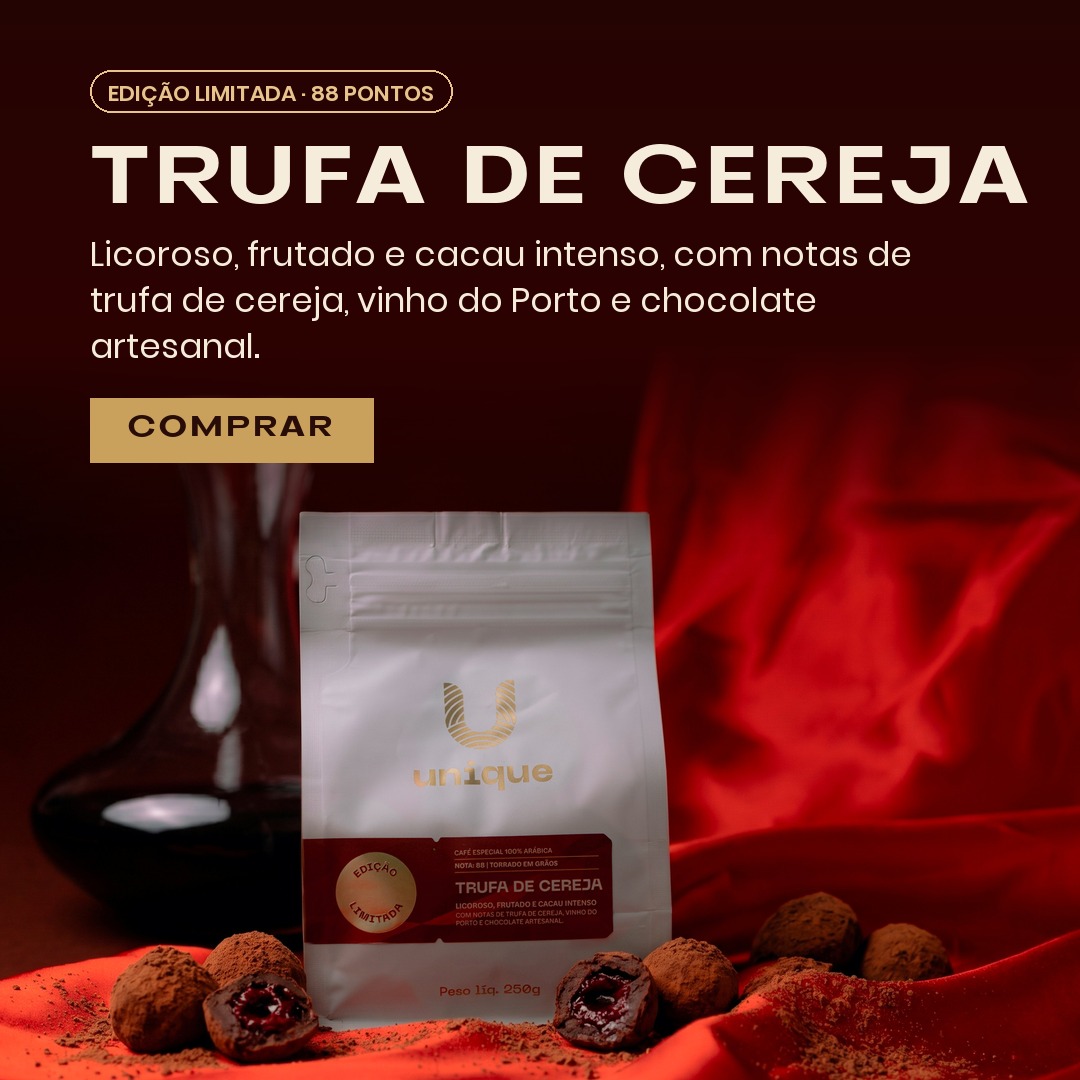 EDIÇÃO LIMITADA · 88 PONTOS
TRUFA DE CEREJA
Licoroso, frutado e cacau intenso, com notas de
trufa de cereja, vinho do Porto e chocolate
artesanal.
COMPRAR
U
unique
EDIÇÃO
LIMITADA
CAFÉ ESPECIAL 100% ARÁBICA
NOTA: 88 | TORRADO EM GRÃOS
TRUFA DE CEREJA
LICOROSO, FRUTADO E CACAU INTENSO
COM NOTAS DE TRUFA DE CEREJA, VINHO DO
PORTO E CHOCOLATE ARTESANAL.
Peso líq. 250g